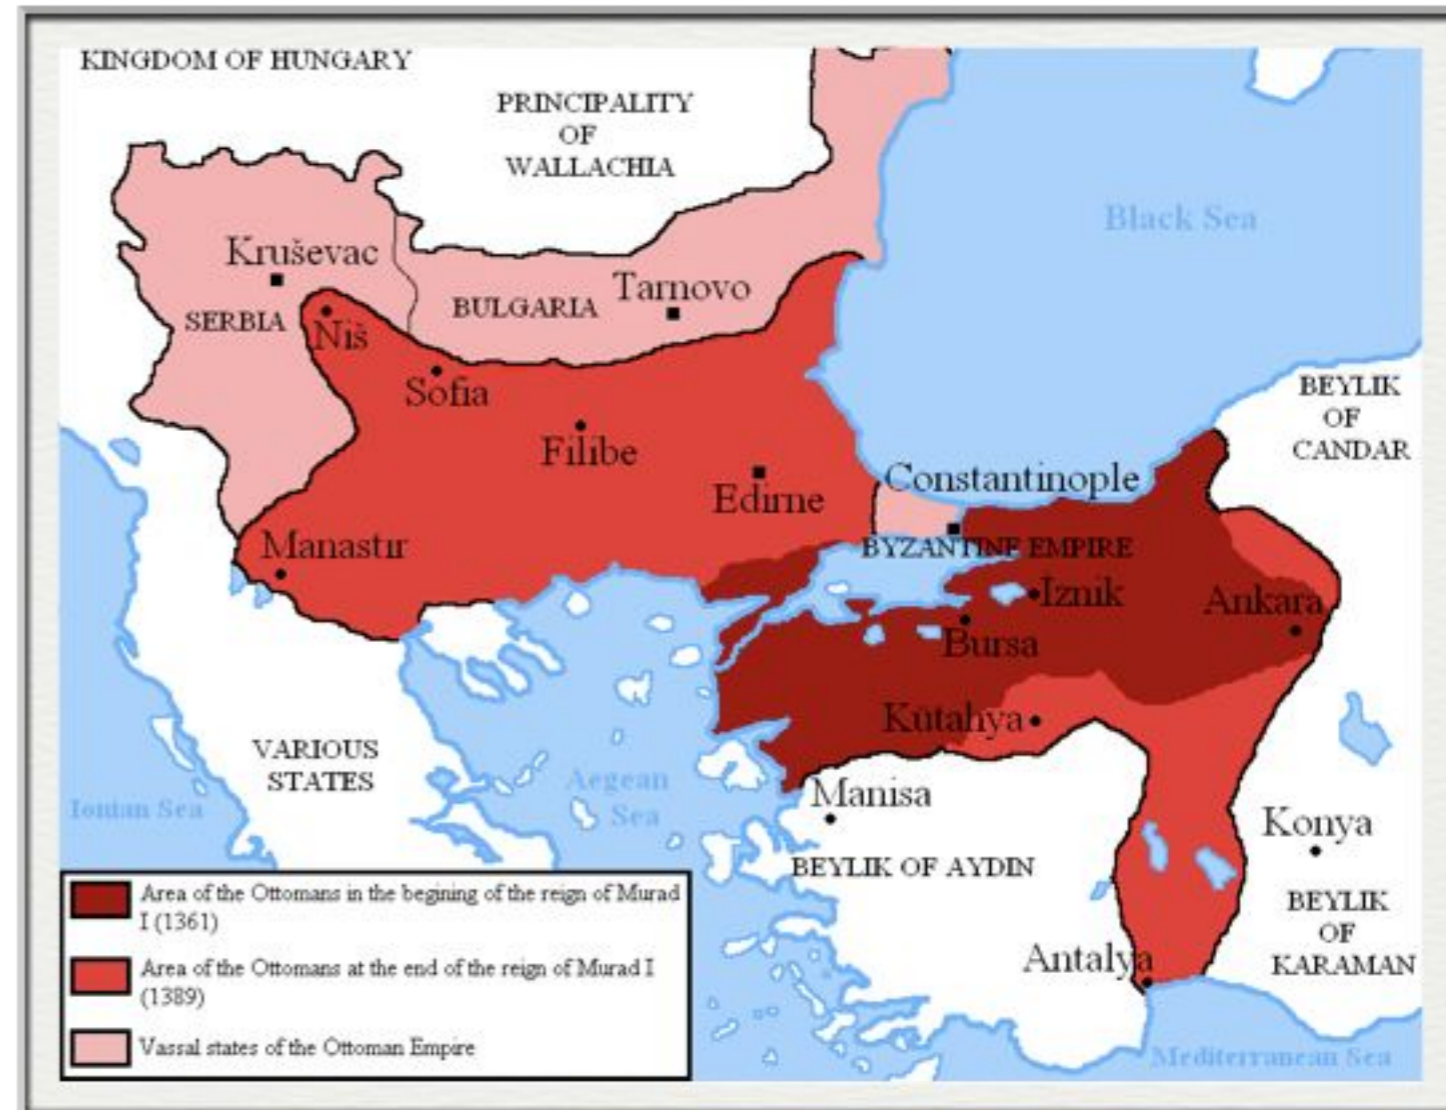 KINGDOM OF HUNGARY
PRINCIPALITY
OF
WALLACHIA
Black Sea
Kruševac
SERBIA
Niš
BULGARIA
Tarnovo
Sofia
Filibe
Edirne
Constantinople
BYZANTINE EMPIRE
BEYLIK
OF
CANDAR
Manastır
Iznik
Ankara
Bursa
Kütahya
VARIOUS
STATES
Ionian Sea
Aegean
Sea
Manisa
BEYLIK OF AYDIN
Konya
BEYLIK
OF
KARAMAN
Antalya
Mediterranean Sea
Area of the Ottomans in the begining of the reign of Murad
I (1361)
Area of the Ottomans at the end of the reign of Murad I
(1389)
Vassal states of the Ottoman Empire